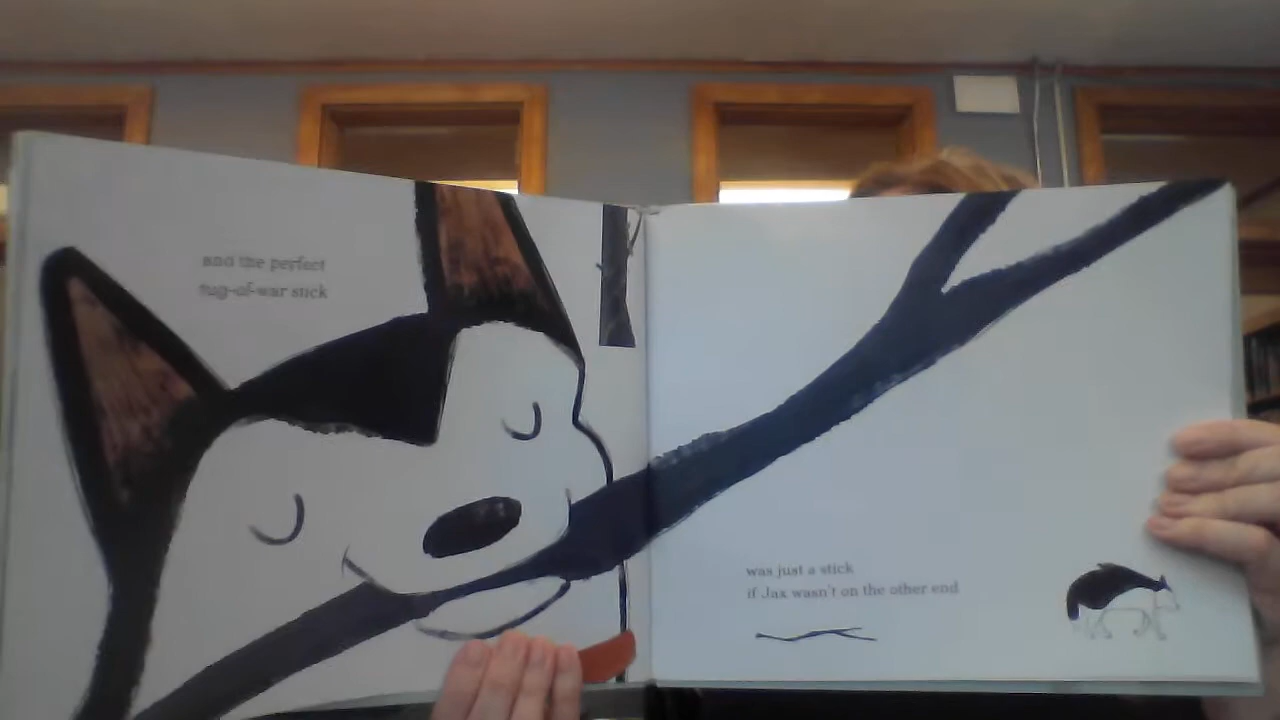 and the perfect
tug-of-war stick
was just a stick
if Jax wasn't on the other end